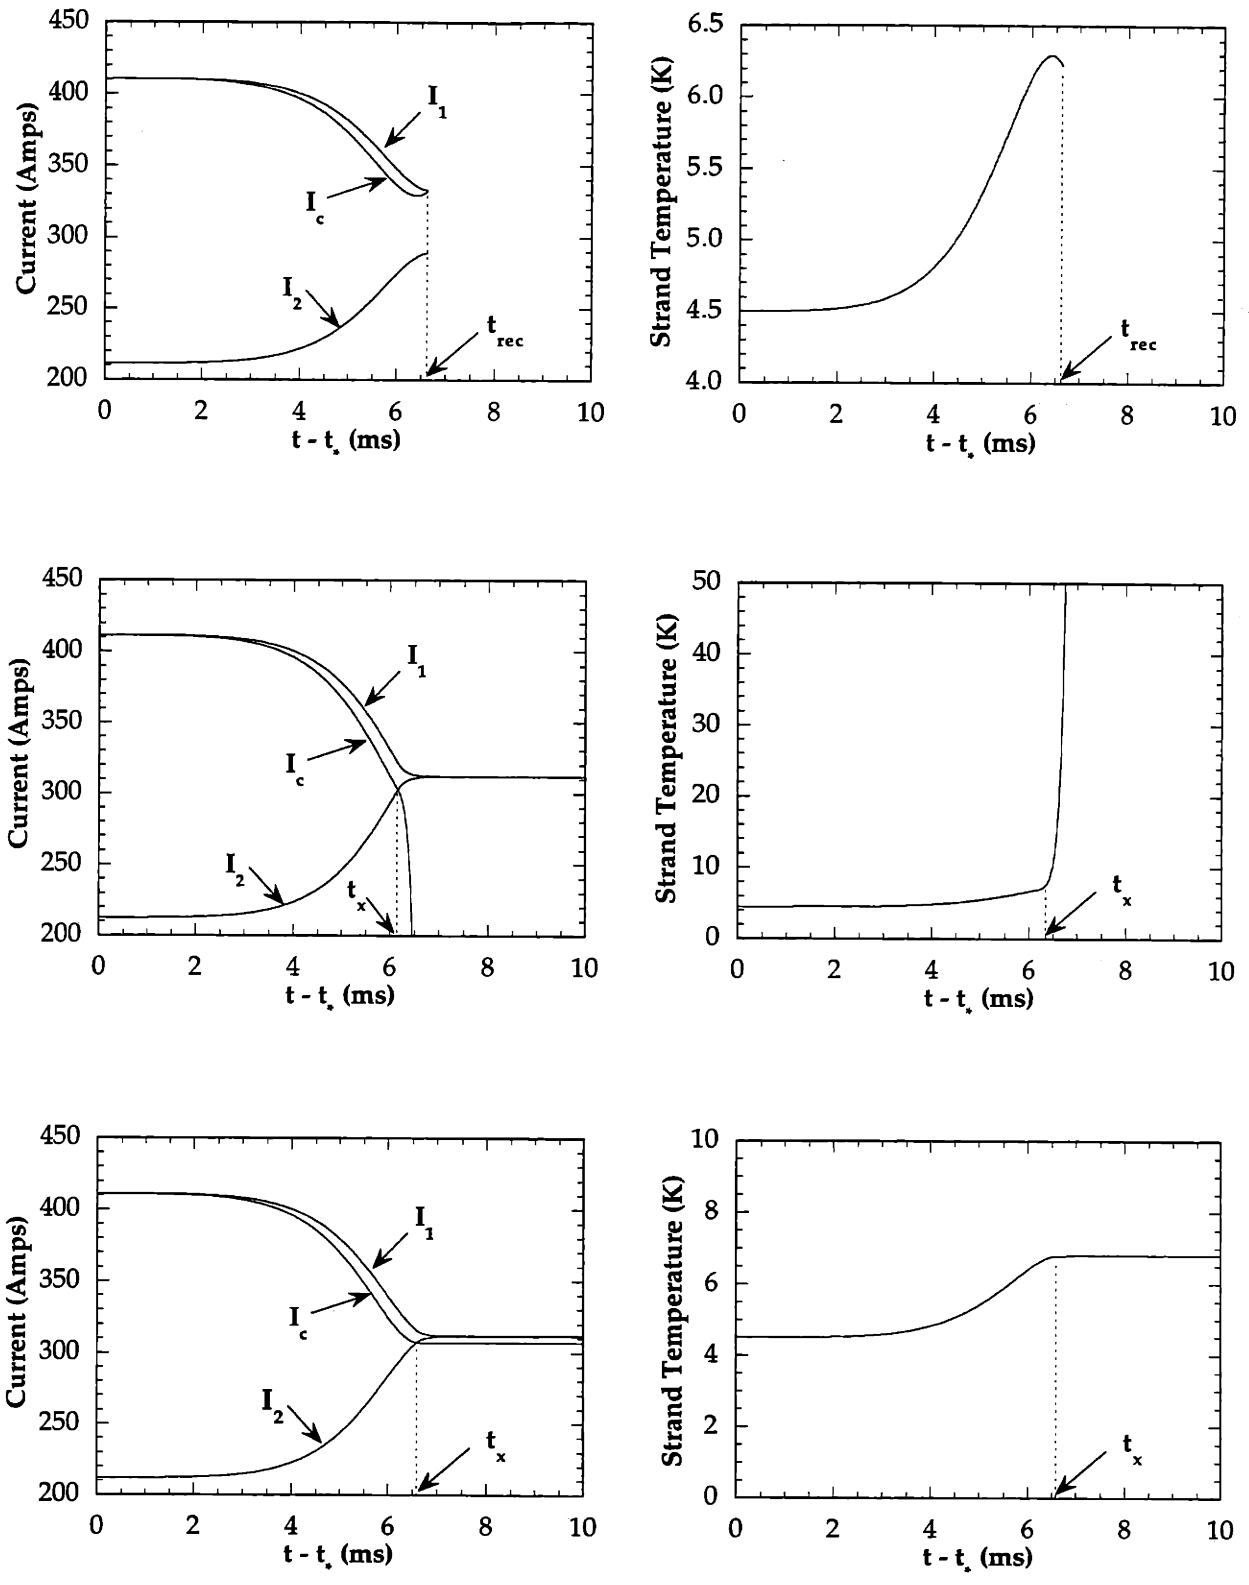 450
400
350
300
250
200
Current (Amps)
I1
Ic
I2
trec
0 2 4 6 8 10
t - t* (ms)
6.5
6.0
5.5
5.0
4.5
4.0
Strand Temperature (K)
trec
0 2 4 6 8 10
t - t* (ms)
450
400
350
300
250
200
Current (Amps)
I1
Ic
I2
tx
0 2 4 6 8 10
t - t* (ms)
50
40
30
20
10
0
Strand Temperature (K)
tx
0 2 4 6 8 10
t - t* (ms)
450
400
350
300
250
200
Current (Amps)
I1
Ic
I2
tx
0 2 4 6 8 10
t - t* (ms)
10
8
6
4
2
0
Strand Temperature (K)
tx
0 2 4 6 8 10
t - t* (ms)